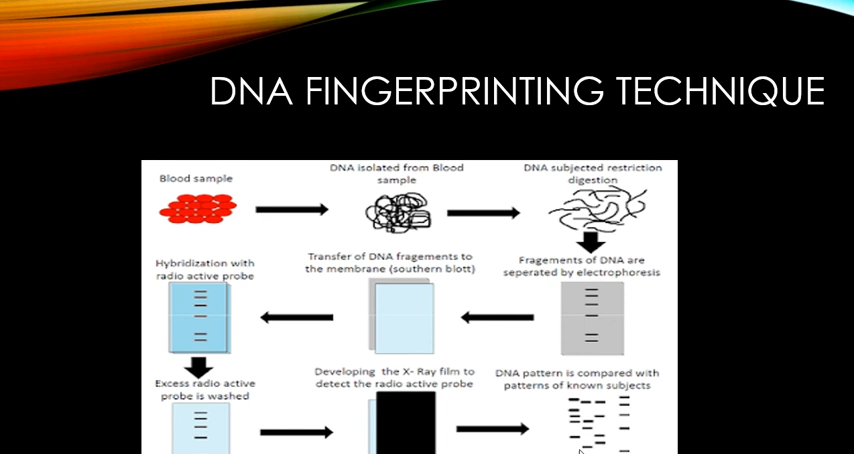 DNA FINGERPRINTING TECHNIQUE
Blood sample
DNA isolated from Blood
sample
DNA subjected restriction
digestion
Fragements of DNA are
seperated by electrophoresis
Transfer of DNA fragements to
the membrane (southern blott)
Hybridization with
radio active probe
Excess radio active
probe is washed
Developing the X- Ray film to
detect the radio active probe
DNA pattern is compared with
patterns of known subjects